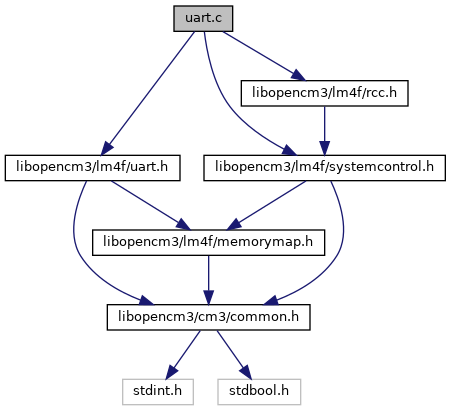 uart.c
libopencm3/lm4f/rcc.h
libopencm3/lm4f/uart.h
libopencm3/lm4f/systemcontrol.h
libopencm3/lm4f/memorymap.h
libopencm3/cm3/common.h
stdint.h
stdbool.h